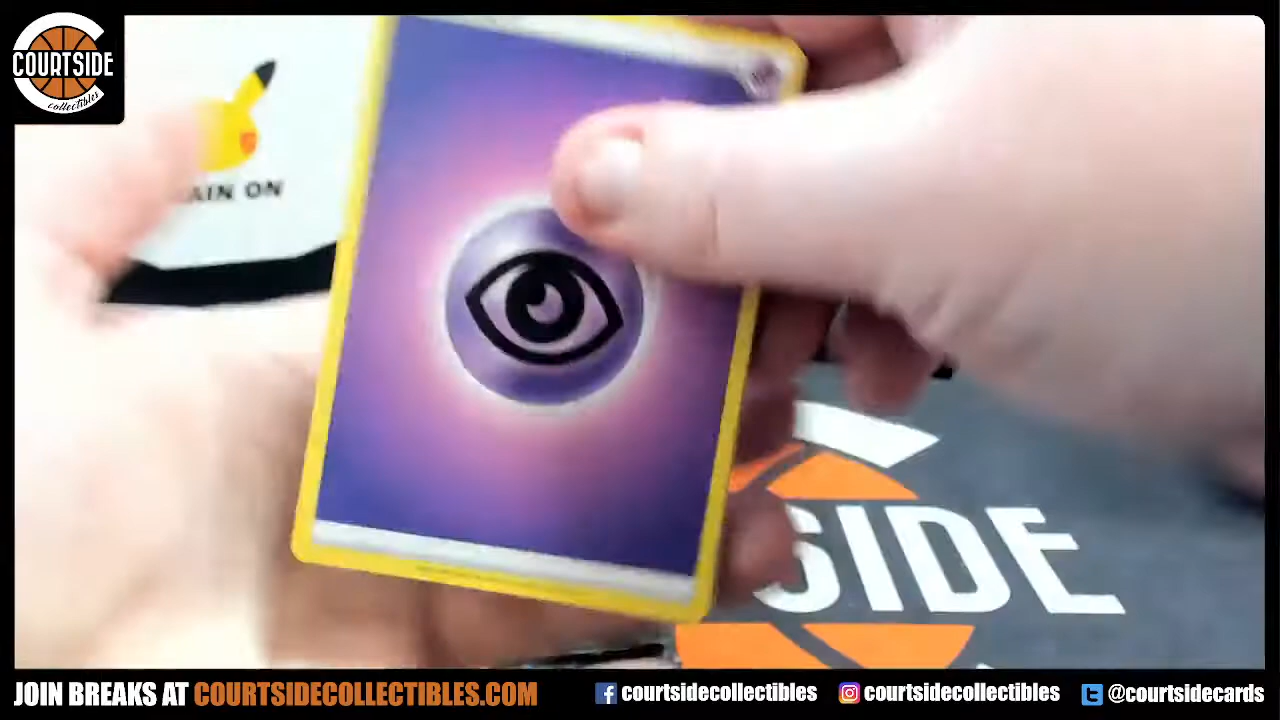 COURTSIDE
collectibles
AIN ON
SIDE
JOIN BREAKS AT COURTSIDECOLLECTIBLES.COM
courtsidecollectibles
courtsidecollectibles
@courtsidecards